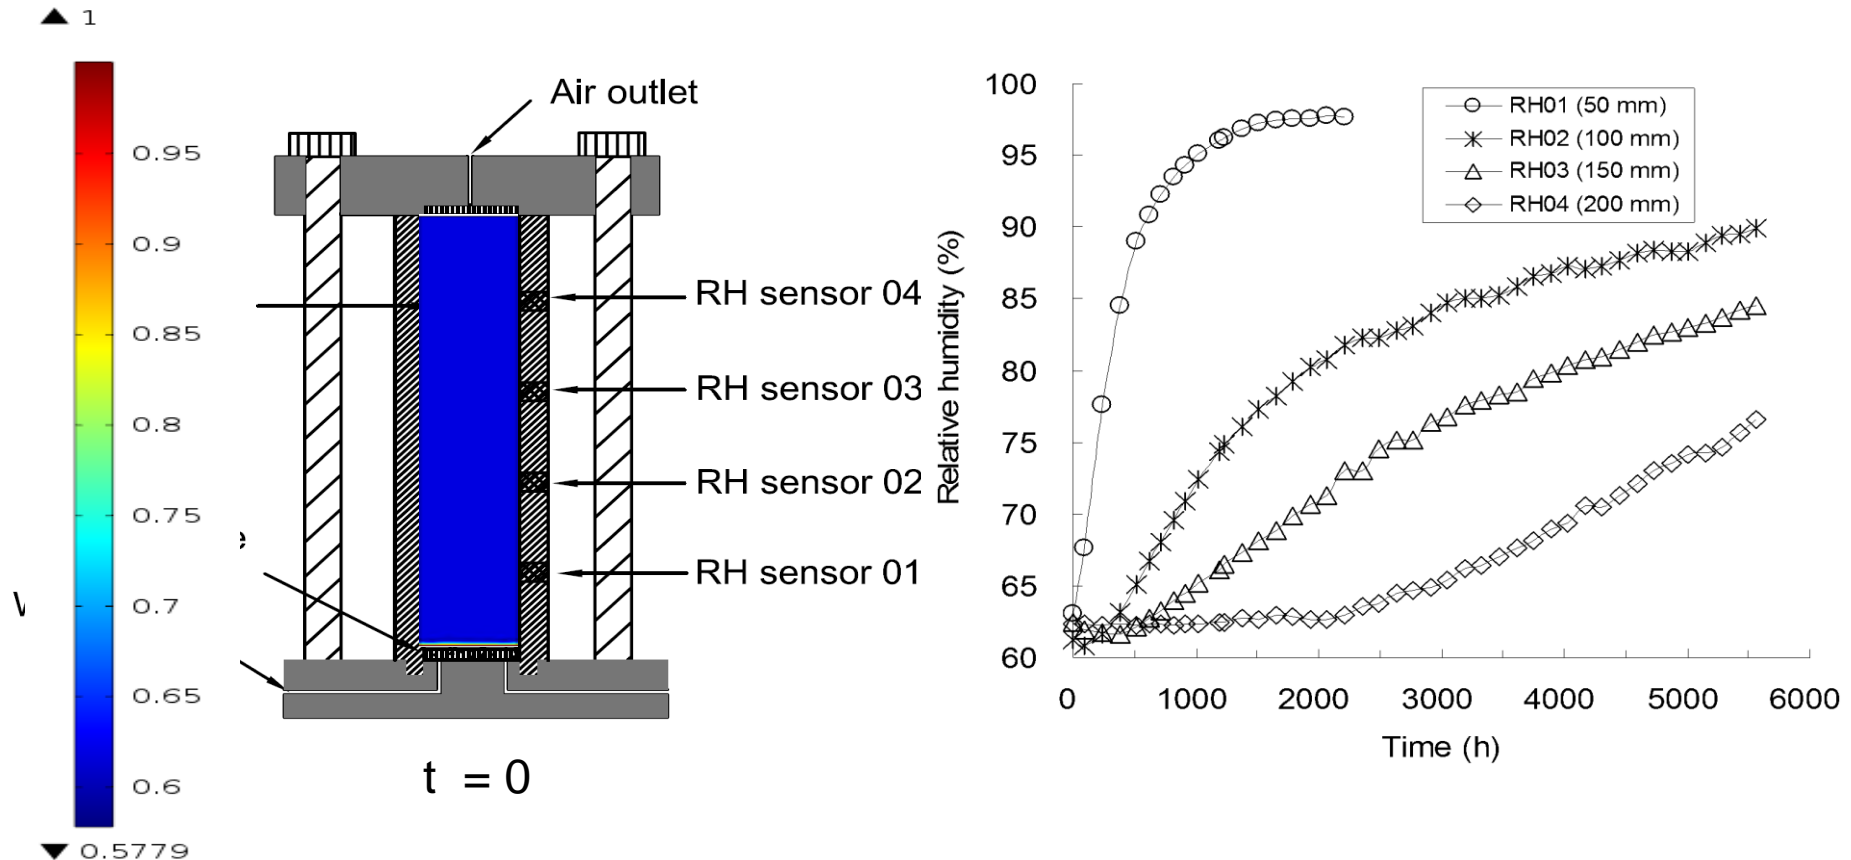 1
0.95
0.9
0.85
0.8
0.75
0.7
0.65
0.6
0.5779
Air outlet
RH sensor 04
RH sensor 03
RH sensor 02
RH sensor 01
t = 0
Relative humidity (%)
100
95
90
85
80
75
70
65
60
RH01 (50 mm)
RH02 (100 mm)
RH03 (150 mm)
RH04 (200 mm)
0 1000 2000 3000 4000 5000 6000
Time (h)